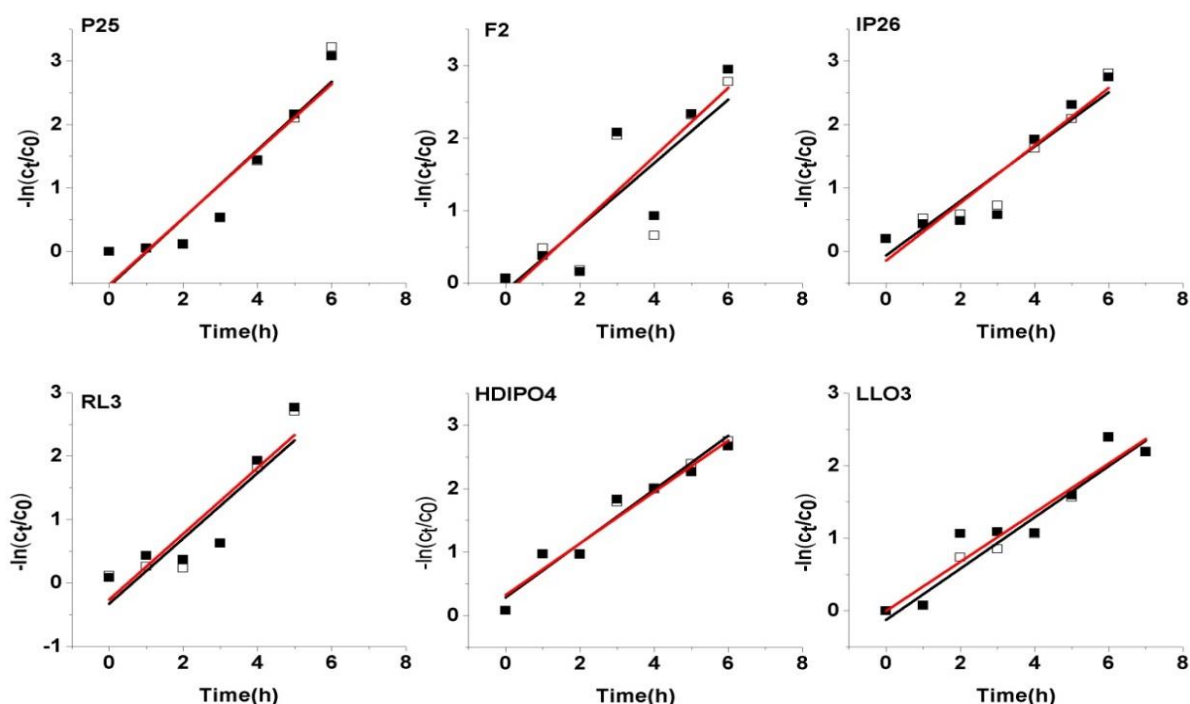 P25
-ln(ct/c0)
3
2
1
0
0 2 4 6 8
Time(h)
F2
-ln(ct/c0)
3
2
1
0
0 2 4 6 8
Time(h)
IP26
-ln(ct/c0)
3
2
1
0
0 2 4 6 8
Time(h)
RL3
-ln(ct/c0)
3
2
1
0
-1
0 2 4 6 8
Time(h)
HDIPO4
-ln(ct/c0)
3
2
1
0
0 2 4 6 8
Time(h)
LLO3
-ln(ct/c0)
3
2
1
0
0 2 4 6 8
Time(h)